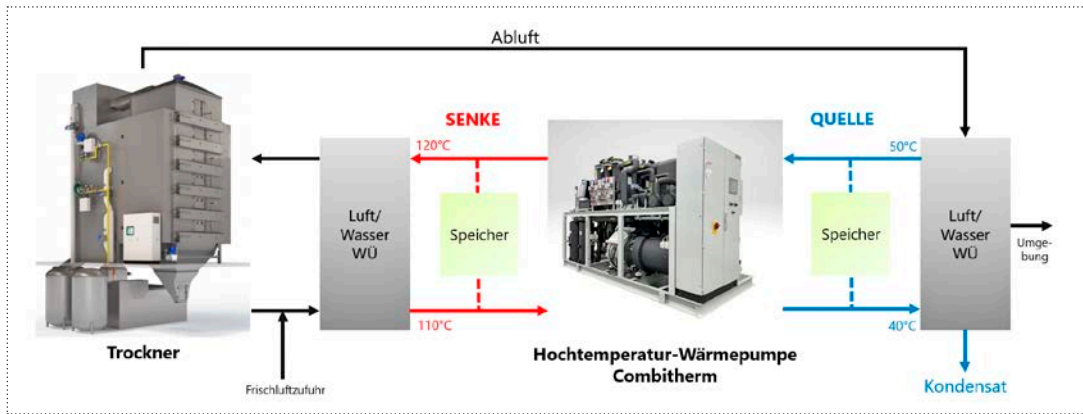 Abluft
SENKE
QUELLE
120°C
50°C
Luft/
Wasser
WÜ
Speicher
Speicher
Luft/
Wasser
WÜ
Umge-
bung
110°C
40°C
Trockner
Hochtemperatur-Wärmepumpe
Combitherm
Frischluftzufuhr
Kondensat